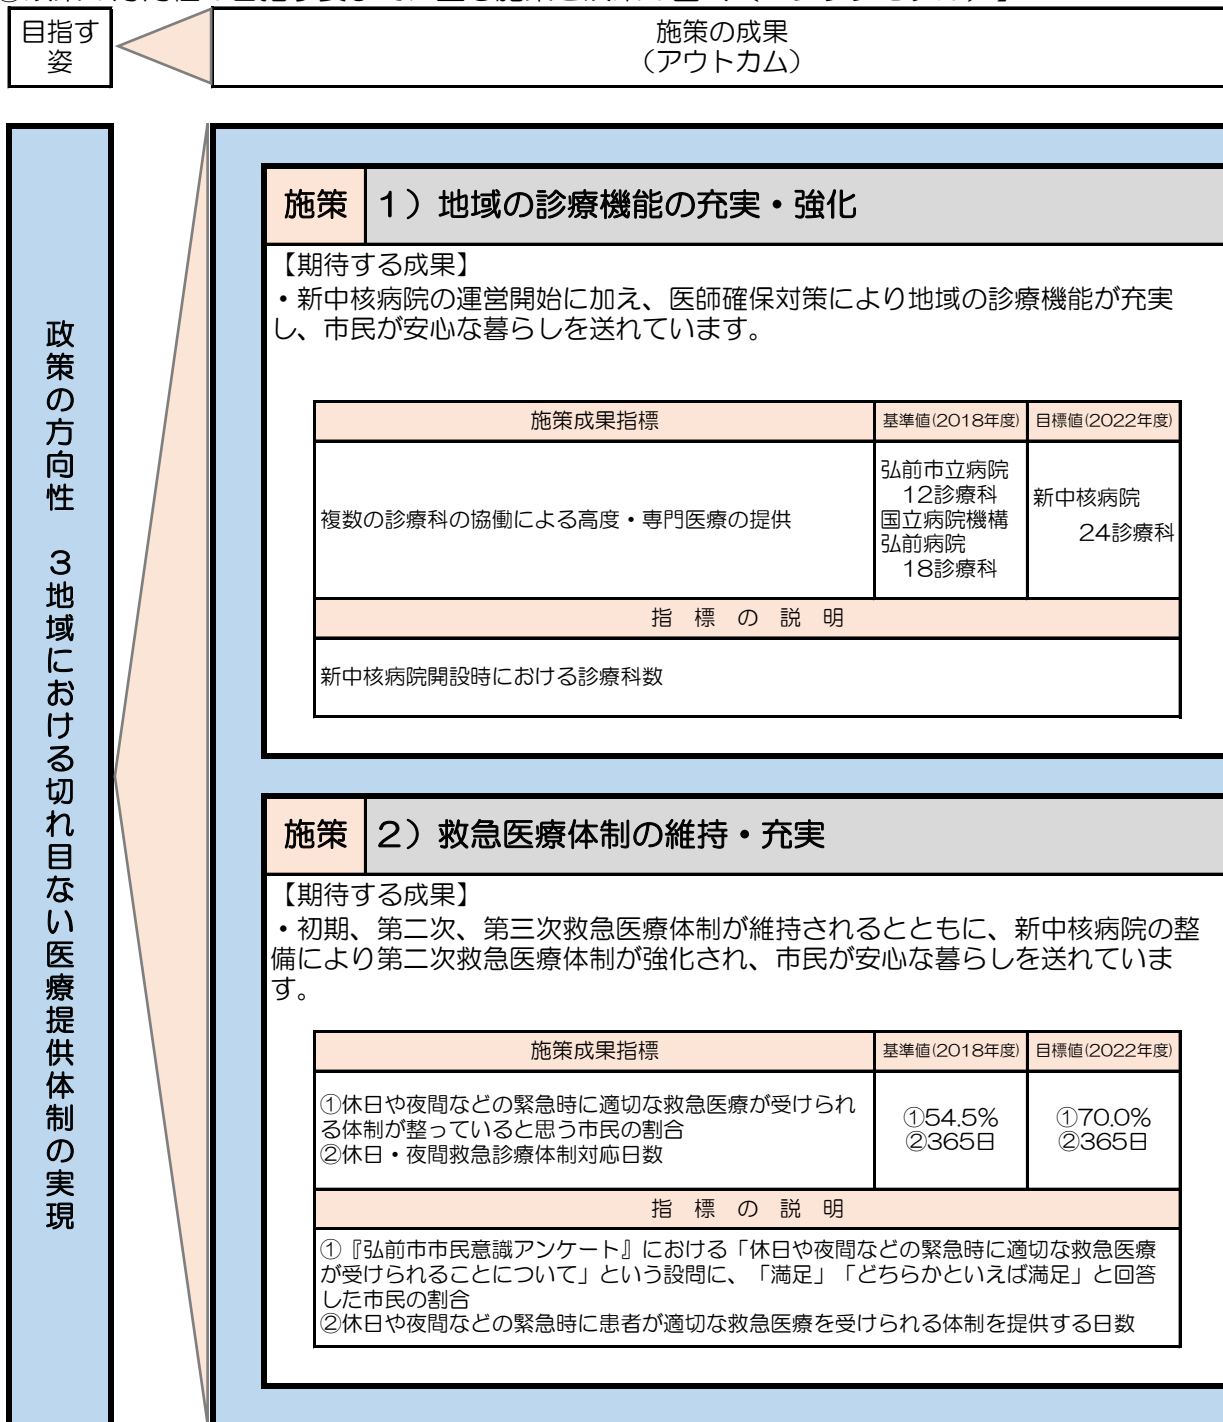 目指す
姿
施策の成果
（アウトカム）
政策の方向性　３地域における切れ目ない医療提供体制の実現
施策
１）地域の診療機能の充実・強化
【期待する成果】
・新中核病院の運営開始に加え、医師確保対策により地域の診療機能が充実
し、市民が安心な暮らしを送れています。
施策成果指標
基準値(2018年度)
目標値(2022年度)
複数の診療科の協働による高度・専門医療の提供
弘前市立病院
12診療科
国立病院機構
弘前病院
18診療科
新中核病院
24診療科
指　標　の　説　明
新中核病院開設時における診療科数
施策
２）救急医療体制の維持・充実
【期待する成果】
・初期、第二次、第三次救急医療体制が維持されるとともに、新中核病院の整
備により第二次救急医療体制が強化され、市民が安心な暮らしを送れていま
す。
施策成果指標
基準値(2018年度)
目標値(2022年度)
①休日や夜間などの緊急時に適切な救急医療が受けられ
る体制が整っていると思う市民の割合
②休日・夜間救急診療体制対応日数
①54.5%
②365日
①70.0%
②365日
指　標　の　説　明
①『弘前市市民意識アンケート』における「休日や夜間などの緊急時に適切な救急医療
が受けられることについて」という設問に、「満足」「どちらかといえば満足」と回答
した市民の割合
②休日や夜間などの緊急時に患者が適切な救急医療を受けられる体制を提供する日数